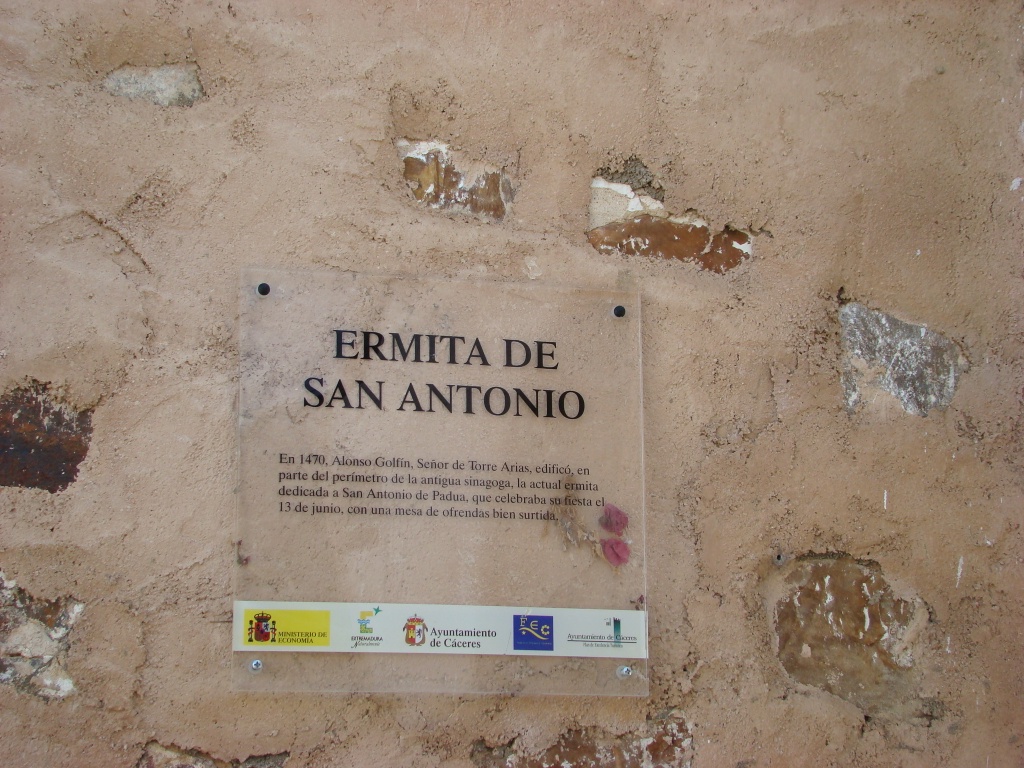 ERMITA DE
SAN ANTONIO
En 1470, Alonso Golfín, Señor de Torre Arias, edificó, en
parte del perímetro de la antigua sinagoga, la actual ermita
dedicada a San Antonio de Padua, que celebraba su fiesta el
13 de junio, con una mesa de ofrendas bien surtida.
MINISTERIO DE
ECONOMÍA
EXTREMADURA
Ayuntamiento
de Cáceres
Ayuntamiento de Cáceres